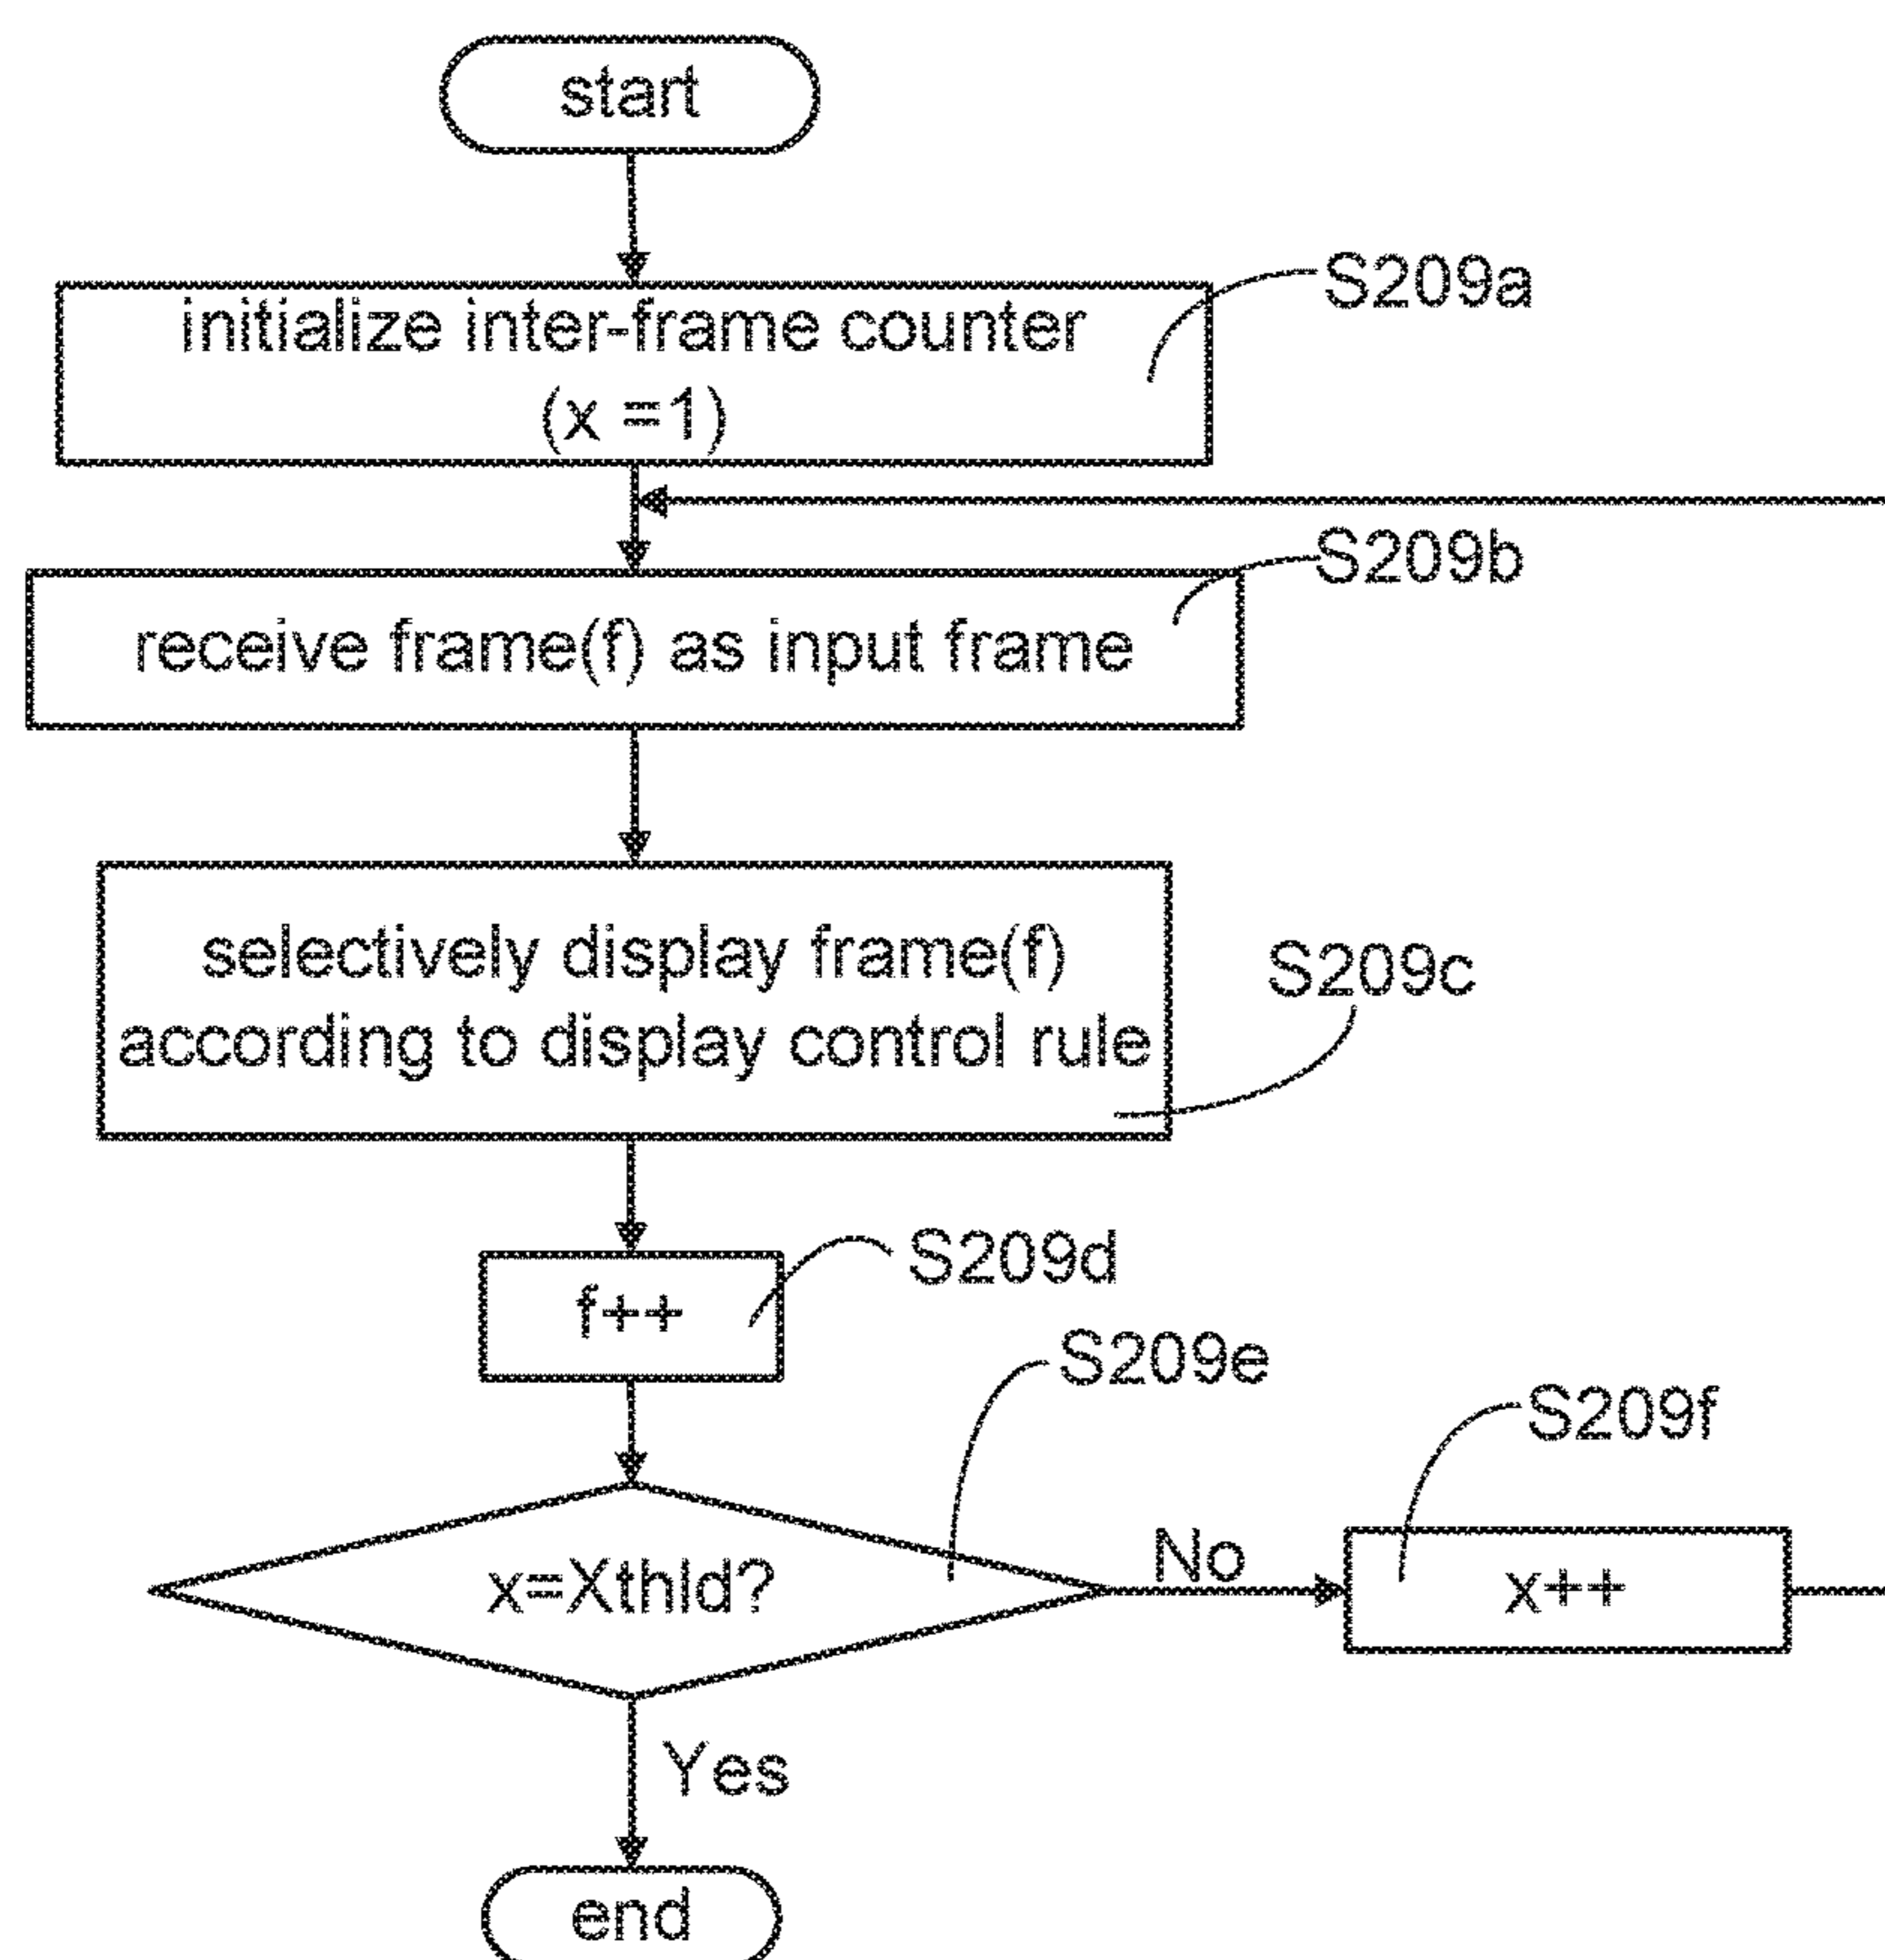 start
S209a
initialize inter-frame counter
(x =1)
S209b
receive frame(f) as input frame
selectively display frame(f)
according to display control rule
S209c
S209d
f++
S209e
S209f
x=Xthld?
No
x++
Yes
end